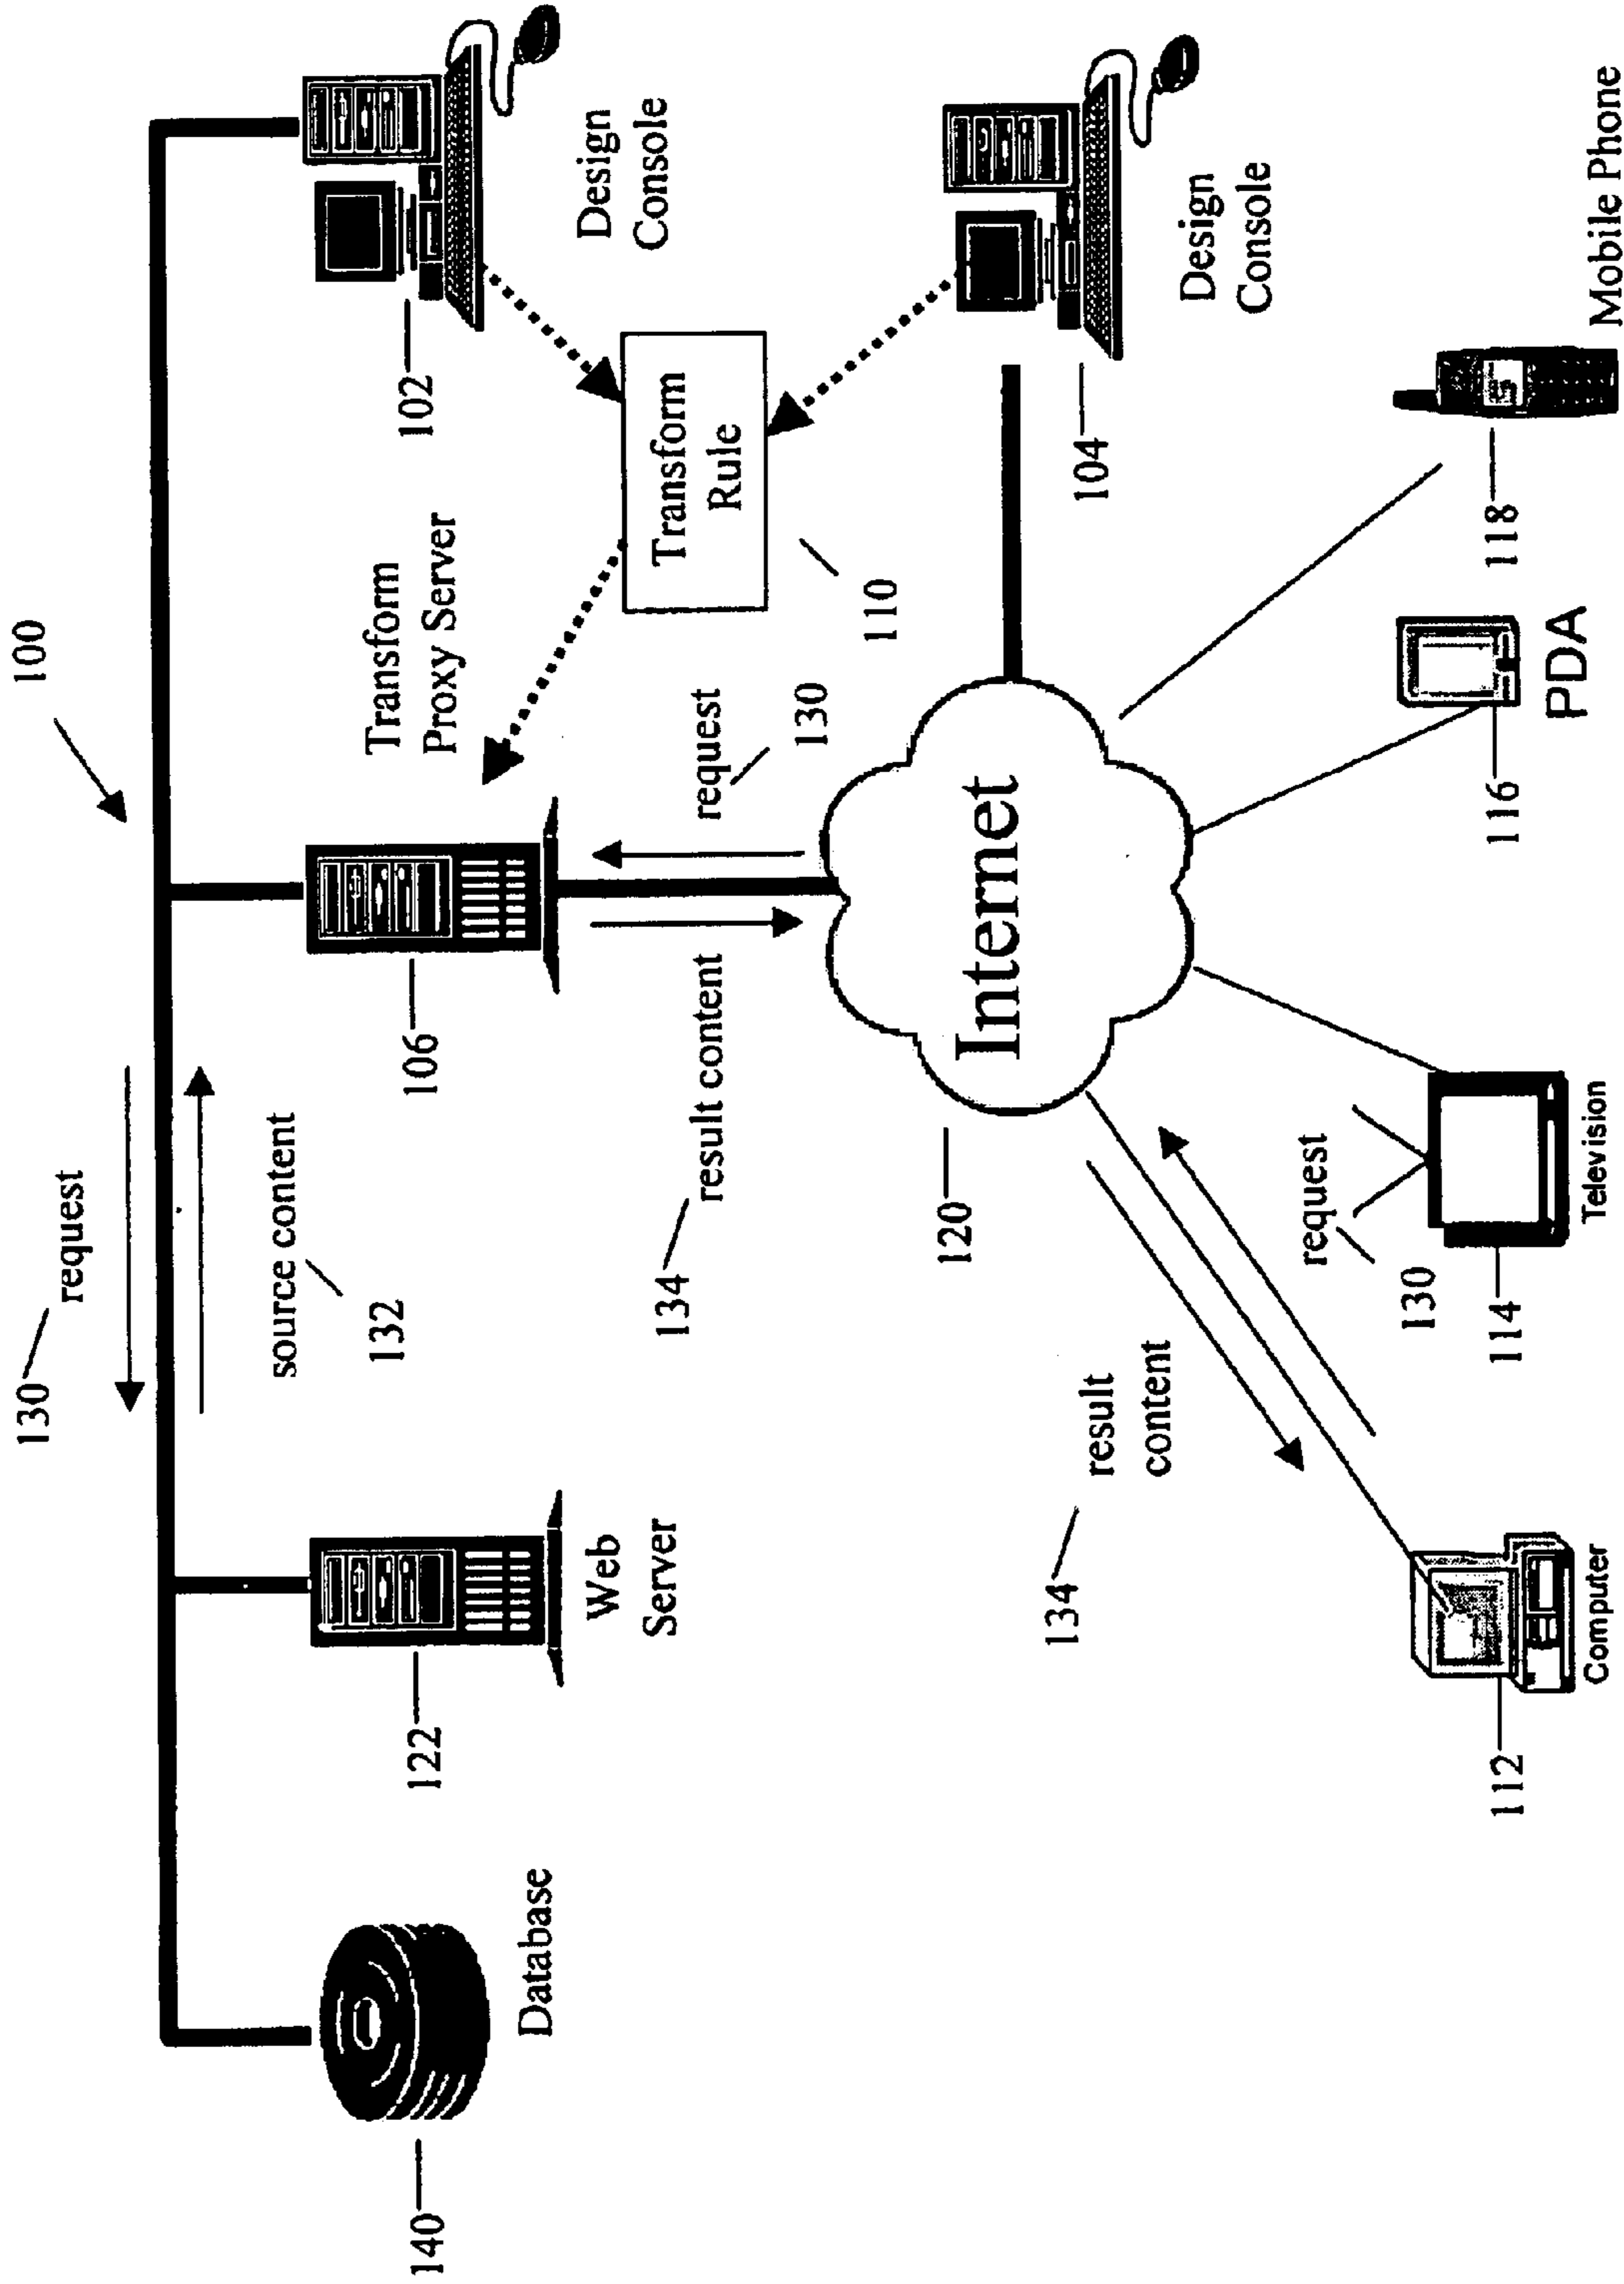 100
130
request
source content
132
140
Database
122
Web
Server
106
Transform
Proxy Server
102
Design
Console
134
result content
request
130
Transform
Rule
110
120
Internet
104
Design
Console
134
result
content
request
130
112
Computer
114
Television
116
PDA
118
Mobile Phone